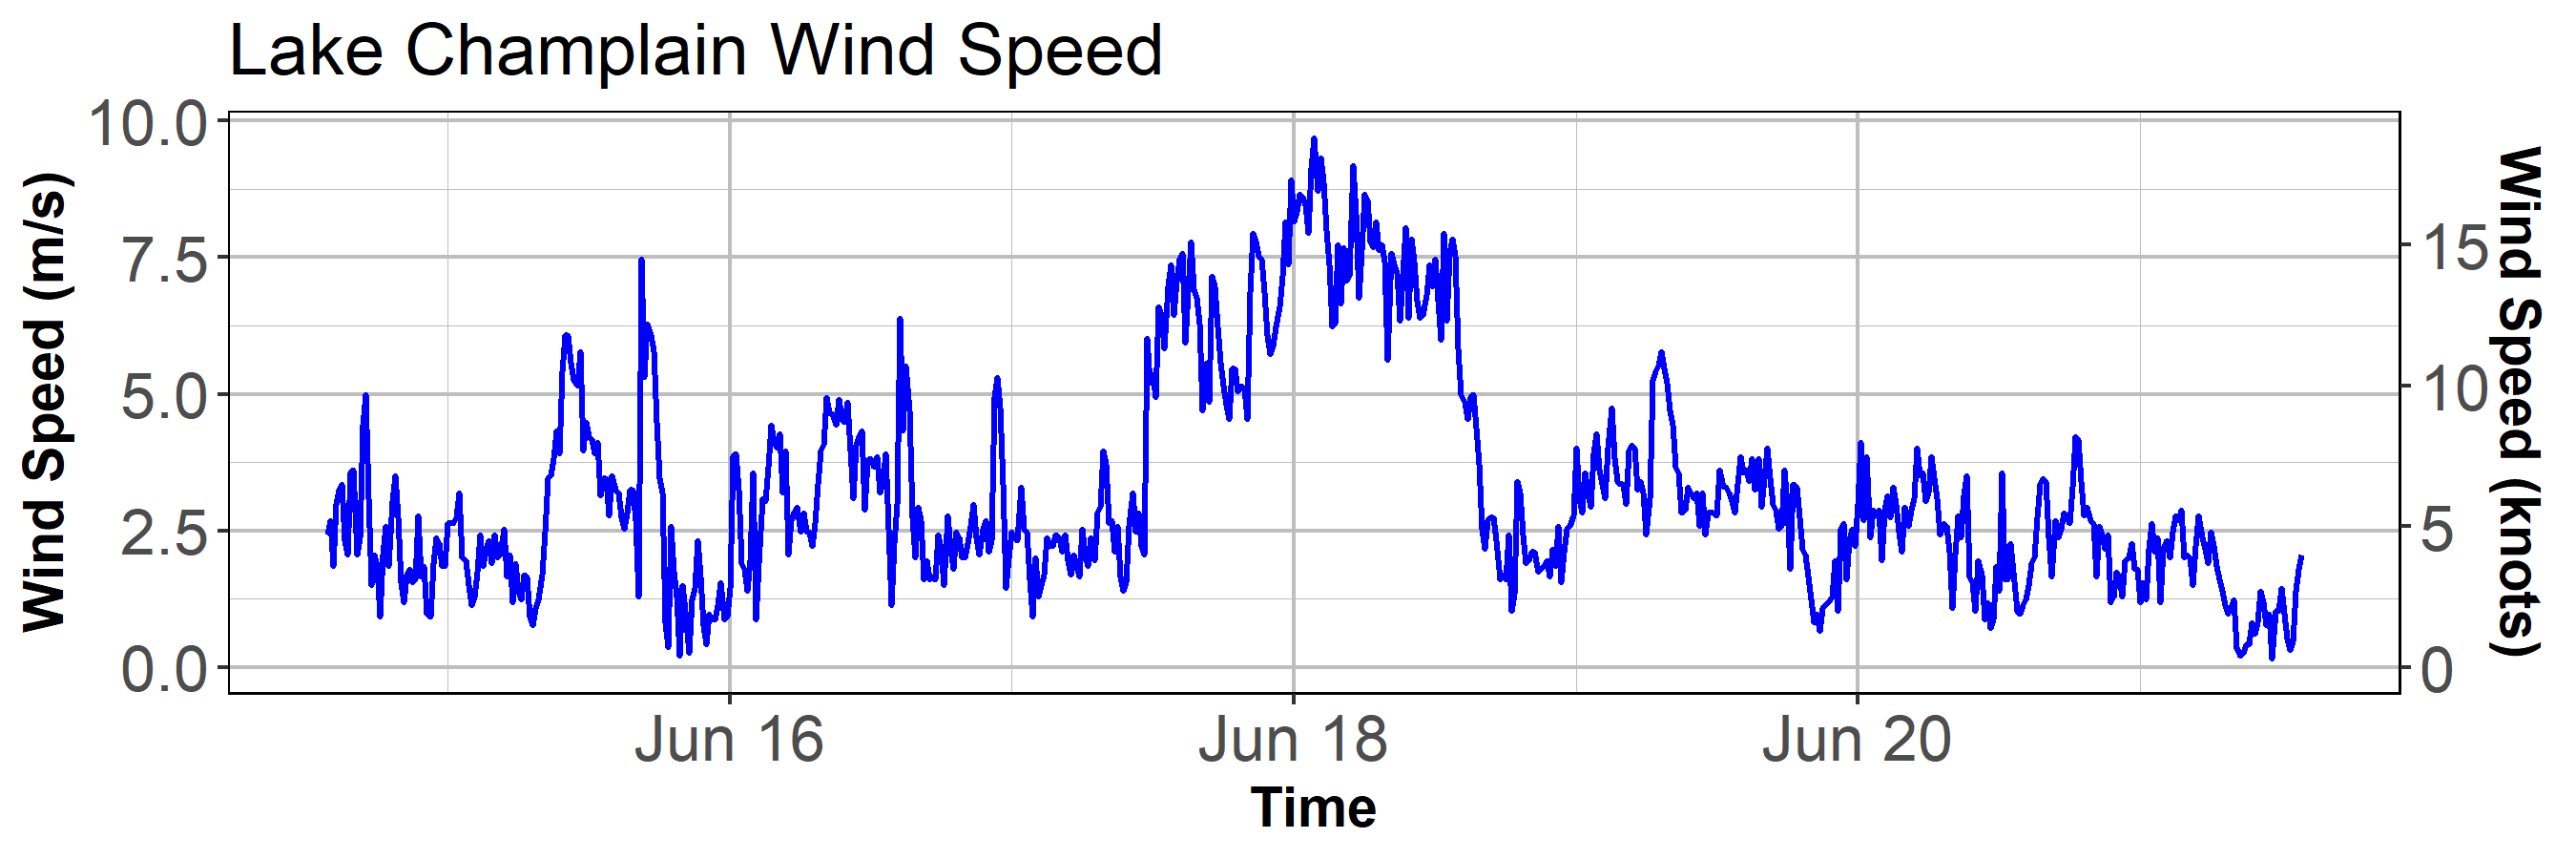 Lake Champlain Wind Speed
Wind Speed (m/s)
10.0
7.5
5.0
2.5
0.0
15
10
5
0
Wind Speed (knots)
Jun 16 Jun 18 Jun 20
Time